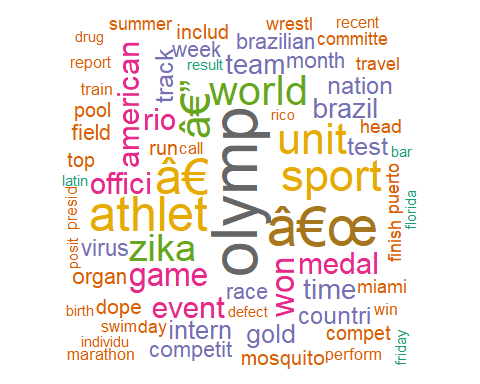 summer includ wrestl recent
drug week brazilian committe
report american track result team month travel
train â€” world nation
pool rio rico brazil
field run call unit test head
top offici â€ sport bar
latin athlet olymp â€œ puerto florida
presid finish
posit virus zika won medal
organ game race time miami
birth dope event defect countri win
swim day intern gold compet friday
individu competit mosquito perform
marathon